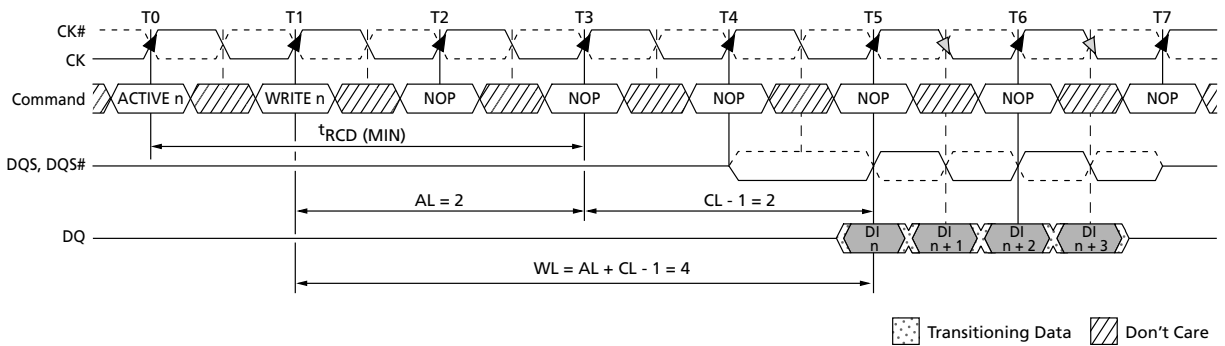 T0 T1 T2 T3 T4 T5 T6 T7
CK#
CK
Command ACTIVE n WRITE n NOP NOP NOP NOP NOP NOP
tRCD (MIN)
DQS, DQS#
AL = 2 CL - 1 = 2
DQ DI n DI n + 1 DI n + 2 DI n + 3
WL = AL + CL - 1 = 4
Transitioning Data Don't Care